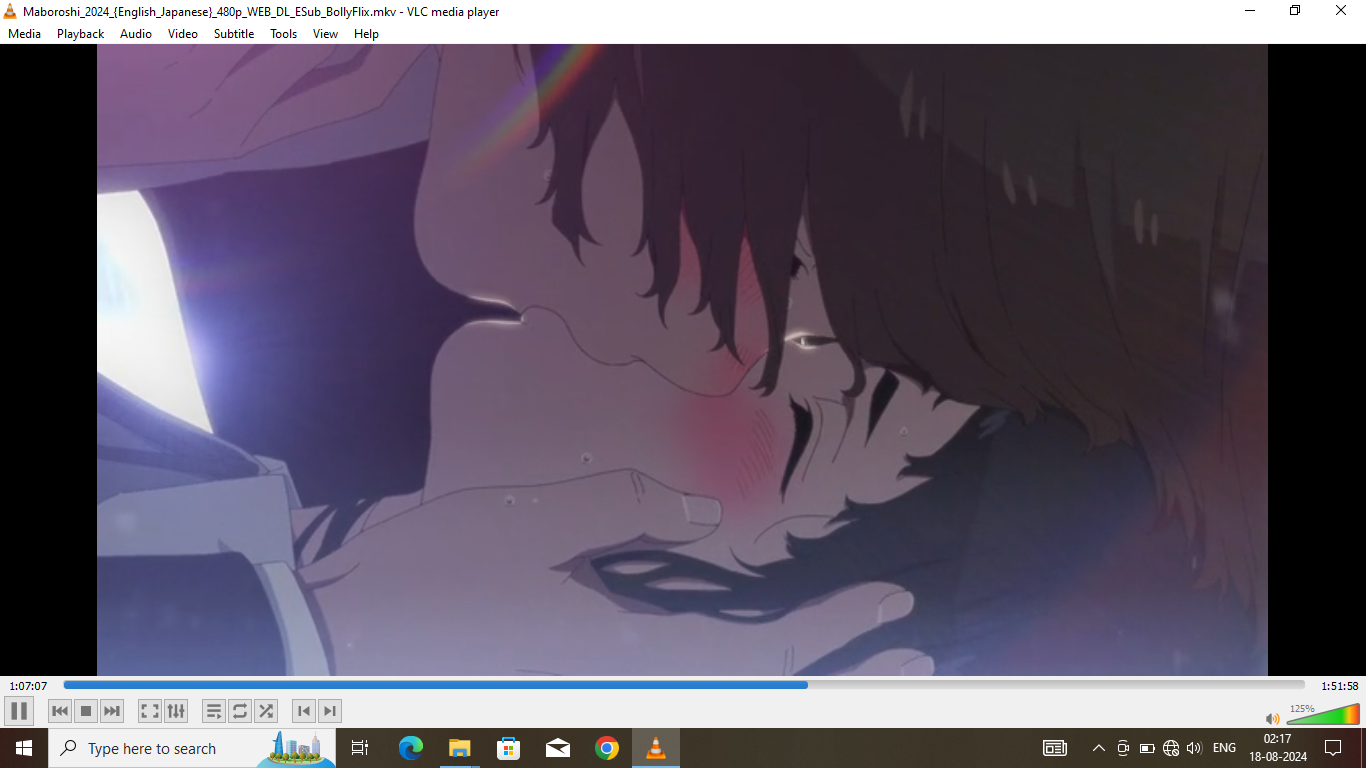 Maboroshi_2024_{English_Japanese}_480p_WEB_DL_ESub_BollyFlix.mkv - VLC media player
Media Playback Audio Video Subtitle Tools View Help
1:07:07 1:51:58
125%
Type here to search
ENG
02:17
18-08-2024